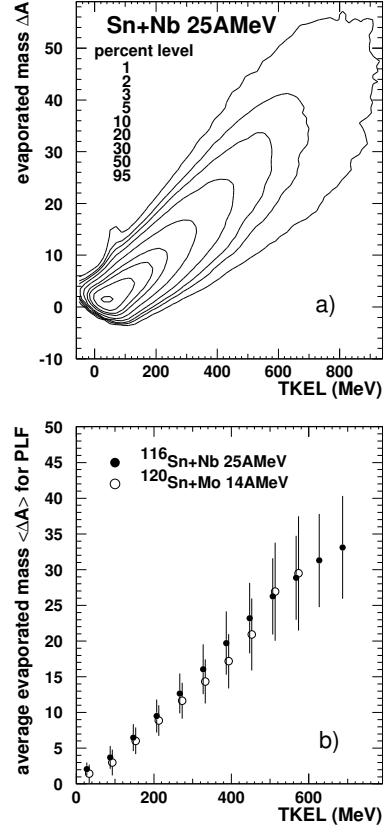 Sn+Nb 25AMeV
percent level
1
2
3
5
10
20
30
50
95
evaporated mass ΔA
50
40
30
20
10
0
-10
a)
0 200 400 600 800
TKEL (MeV)
average evaporated mass <ΔA> for PLF
50
45
40
35
30
25
20
15
10
5
0
116Sn+Nb 25AMeV
120Sn+Mo 14AMeV
b)
0 200 400 600 800
TKEL (MeV)